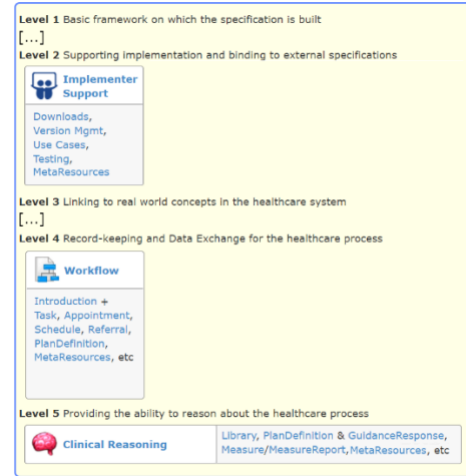 Level 1 Basic framework on which the specification is built
[...]
Level 2 Supporting implementation and binding to external specifications
Implementer
Support
Downloads,
Version Mgmt,
Use Cases,
Testing,
MetaResources
Level 3 Linking to real world concepts in the healthcare system
[...]
Level 4 Record-keeping and Data Exchange for the healthcare process
Workflow
Introduction +
Task, Appointment,
Schedule, Referral,
PlanDefinition,
MetaResources, etc
Level 5 Providing the ability to reason about the healthcare process
Clinical Reasoning
Library, PlanDefinition & GuidanceResponse,
Measure/MeasureReport,MetaResources, etc